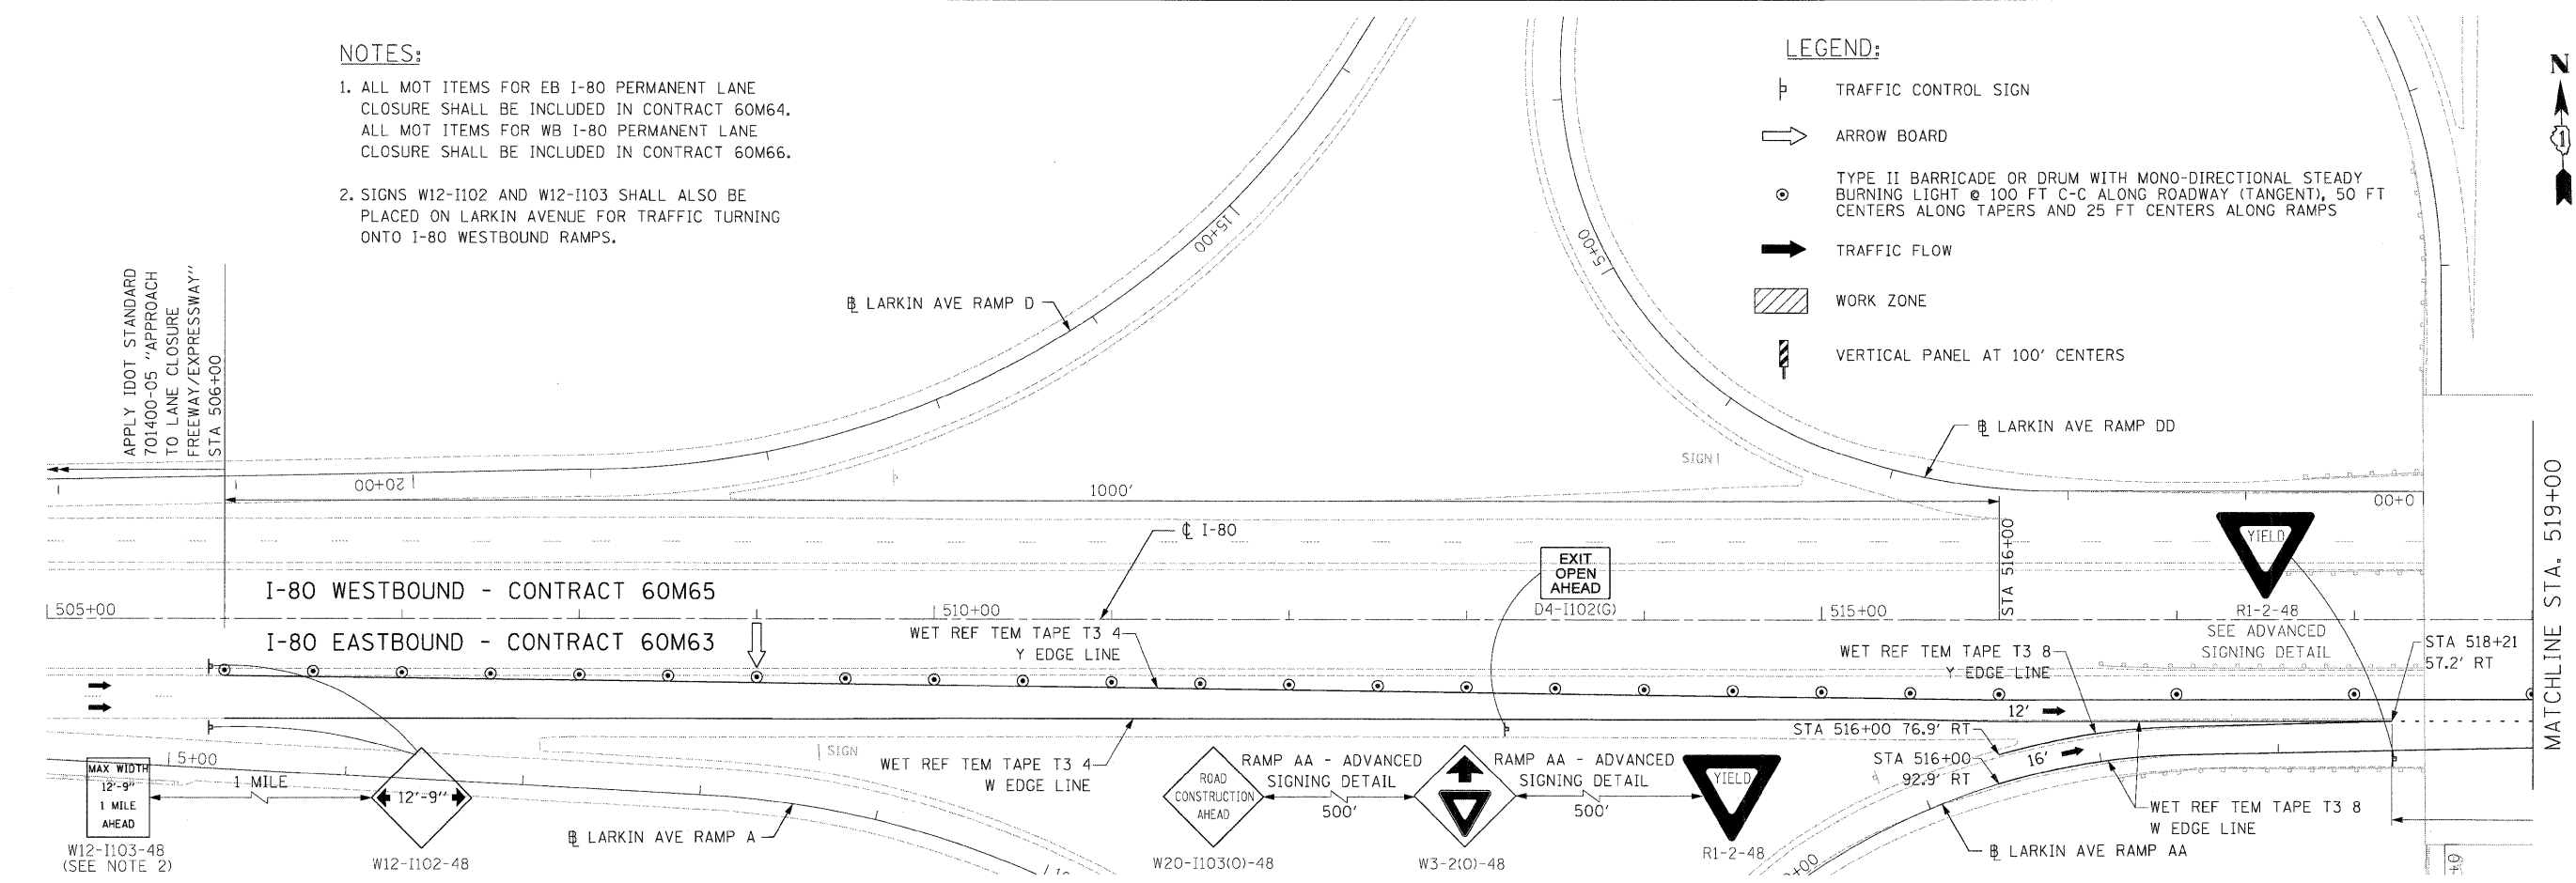 NOTES:
1. ALL MOT ITEMS FOR EB I-80 PERMANENT LANE
CLOSURE SHALL BE INCLUDED IN CONTRACT 60M64.
ALL MOT ITEMS FOR WB I-80 PERMANENT LANE
CLOSURE SHALL BE INCLUDED IN CONTRACT 60M66.
2. SIGNS W12-I102 AND W12-I103 SHALL ALSO BE
PLACED ON LARKIN AVENUE FOR TRAFFIC TURNING
ONTO I-80 WESTBOUND RAMPS.
LEGEND:
TRAFFIC CONTROL SIGN
ARROW BOARD
TYPE II BARRICADE OR DRUM WITH MONO-DIRECTIONAL STEADY
BURNING LIGHT @ 100 FT C-C ALONG ROADWAY (TANGENT), 50 FT
CENTERS ALONG TAPERS AND 25 FT CENTERS ALONG RAMPS
TRAFFIC FLOW
WORK ZONE
VERTICAL PANEL AT 100' CENTERS
N
1
APPLY IDOT STANDARD
701400-05 "APPROACH
TO LANE CLOSURE
FREEWAY/EXPRESSWAY"
STA 506+00
15+00
5+00
℄ LARKIN AVE RAMP D
℄ LARKIN AVE RAMP DD
SIGN
20+00
1000'
0+00
℄ I-80
STA 516+00
MATCHLINE STA. 519+00
YIELD
R1-2-48
SEE ADVANCED
SIGNING DETAIL
EXIT
OPEN
AHEAD
D4-I102(G)
I-80 WESTBOUND - CONTRACT 60M65
505+00
510+00
515+00
I-80 EASTBOUND - CONTRACT 60M63
WET REF TEM TAPE T3 4
Y EDGE LINE
WET REF TEM TAPE T3 8
Y EDGE LINE
STA 518+21
57.2' RT
12'
STA 516+00 76.9' RT
STA 516+00
92.9' RT
16'
SIGN
5+00
WET REF TEM TAPE T3 4
W EDGE LINE
MAX WIDTH
12'-9"
1 MILE
AHEAD
W12-I103-48
(SEE NOTE 2)
1 MILE
12'-9"
W12-I102-48
℄ LARKIN AVE RAMP A
ROAD
CONSTRUCTION
AHEAD
W20-I103(O)-48
RAMP AA - ADVANCED
SIGNING DETAIL
500'
W3-2(O)-48
RAMP AA - ADVANCED
SIGNING DETAIL
500'
YIELD
R1-2-48
WET REF TEM TAPE T3 8
W EDGE LINE
℄ LARKIN AVE RAMP AA